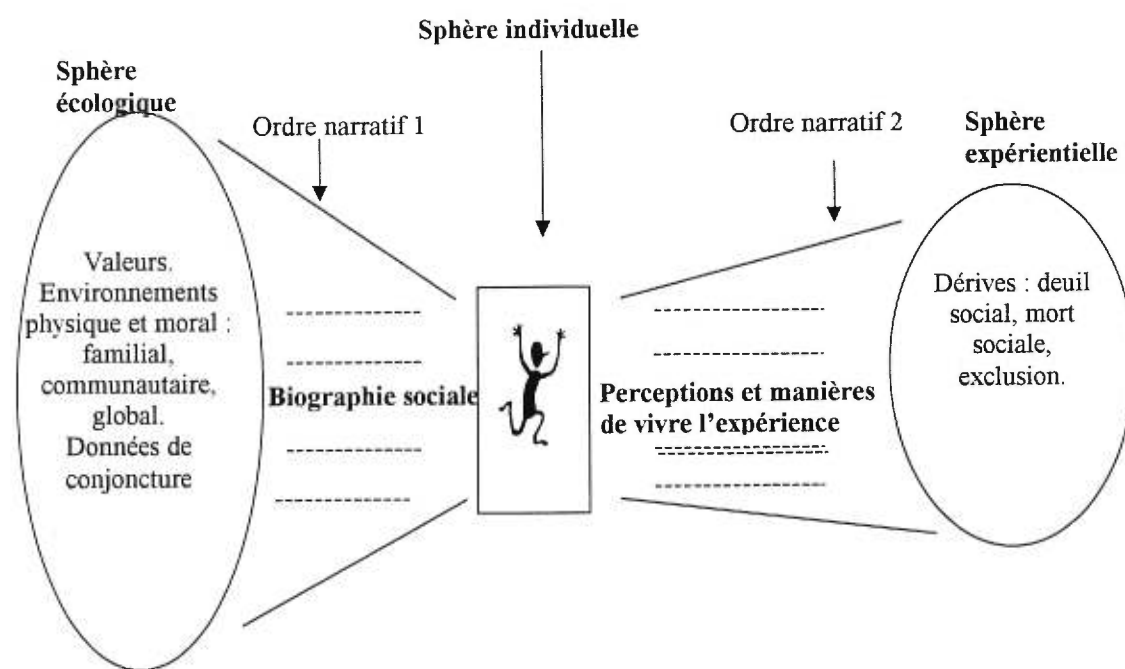 Sphère individuelle
Sphère
écologique
Ordre narratif 1
Ordre narratif 2
Sphère
expérientielle
Valeurs.
Environnements
physique et moral :
familial,
communautaire,
global.
Données de
conjoncture
Biographie sociale
Perceptions et manières
de vivre l'expérience
Dérives : deuil
social, mort
sociale,
exclusion.